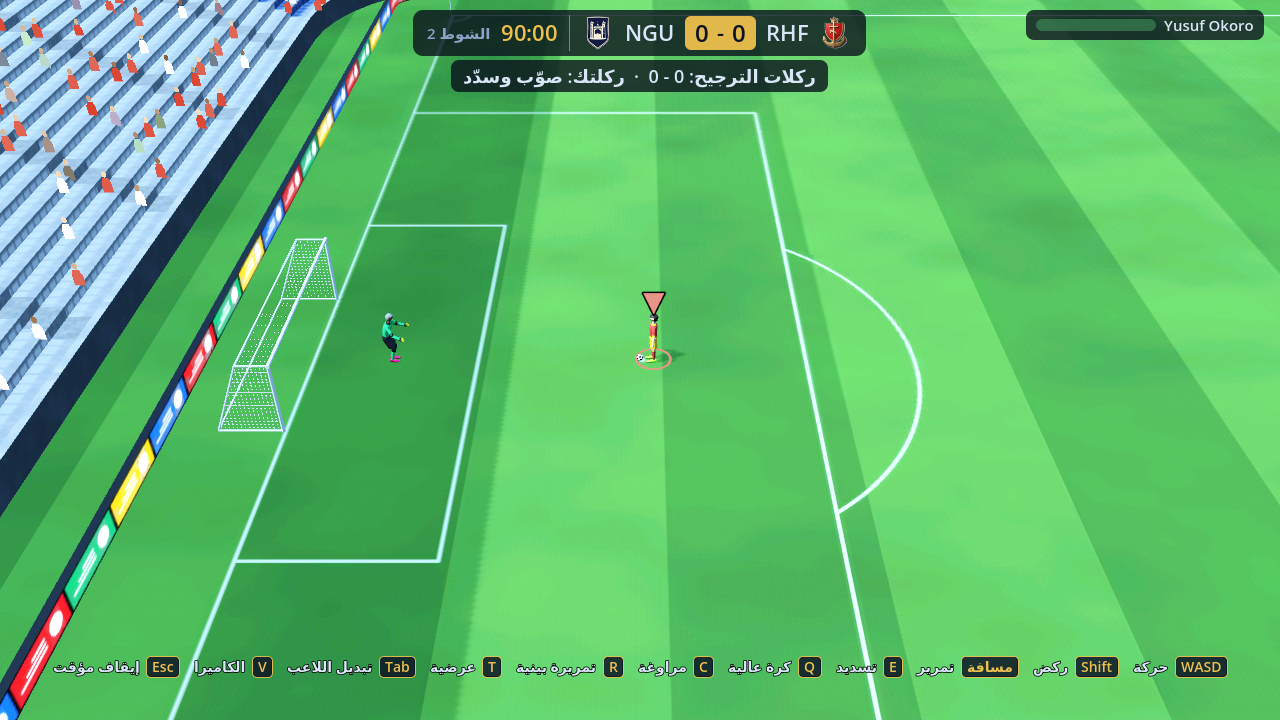 RHF 0 - 0 NGU 90:00 الشوط 2
Yusuf Okoro
ركلات الترجيح: 0 - 0 · ركلتك: صوّب وسدّد
WASD حركة Shift ركض مسافة تمرير E تسديد Q كرة عالية C مراوغة R تمريرة بينية T عرضية Tab تبديل اللاعب V الكاميرا Esc إيقاف مؤقت